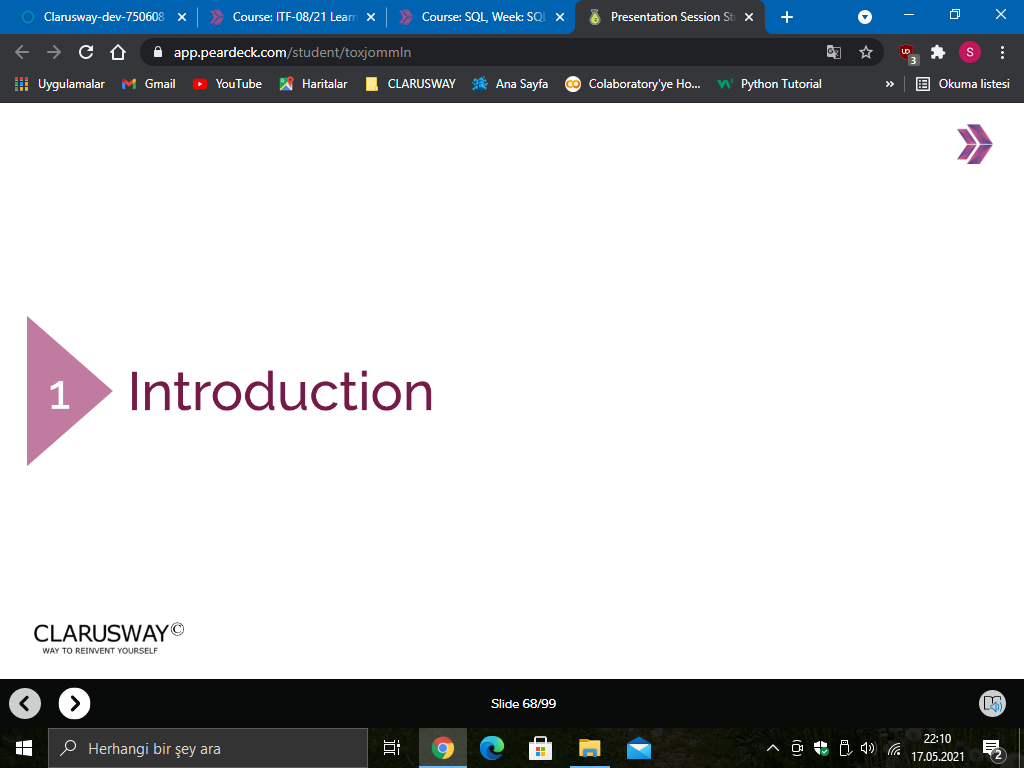 Clarusway-dev-750608
Course: ITF-08/21 Learn
Course: SQL, Week: SQL
Presentation Session St
app.peardeck.com/student/toxjommln
3
S
Uygulamalar
Gmail
YouTube
Haritalar
CLARUSWAY
Ana Sayfa
Colaboratory'ye Ho...
Python Tutorial
»
Okuma listesi
1
Introduction
CLARUSWAY©
WAY TO REINVENT YOURSELF
Slide 68/99
Herhangi bir şey ara
22:10
17.05.2021
2